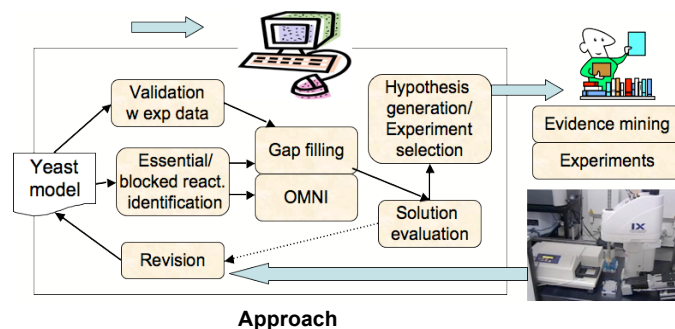 Validation
w exp data
Hypothesis
generation/
Experiment
selection
Evidence mining
Experiments
Yeast
model
Essential/
blocked react.
identification
Gap filling
OMNI
Solution
evaluation
Revision
IX
Approach